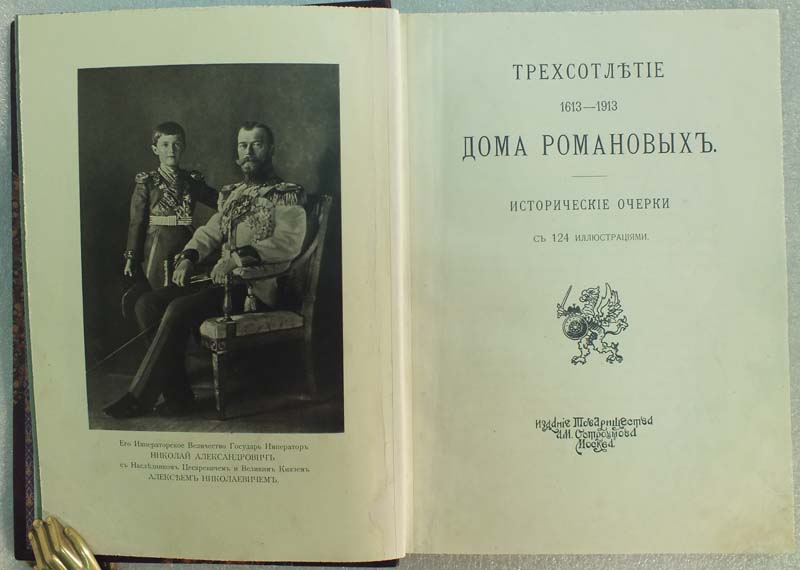 Его Императорское Величество Государь Императоръ
НИКОЛАЙ АЛЕКСАНДРОВИЧЪ
съ Наслѣдникомъ Цесаревичемъ и Великимъ Княземъ
АЛЕКСѢЕМЪ НИКОЛАЕВИЧЕМЪ.
ТРЕХСОТЛѢТІЕ
1613—1913
ДОМА РОМАНОВЫХЪ.
ИСТОРИЧЕСКІЕ ОЧЕРКИ
СЪ 124 ИЛЛЮСТРАЦІЯМИ.
Изданіе Товарищества
А.М. Остроумова
Москва